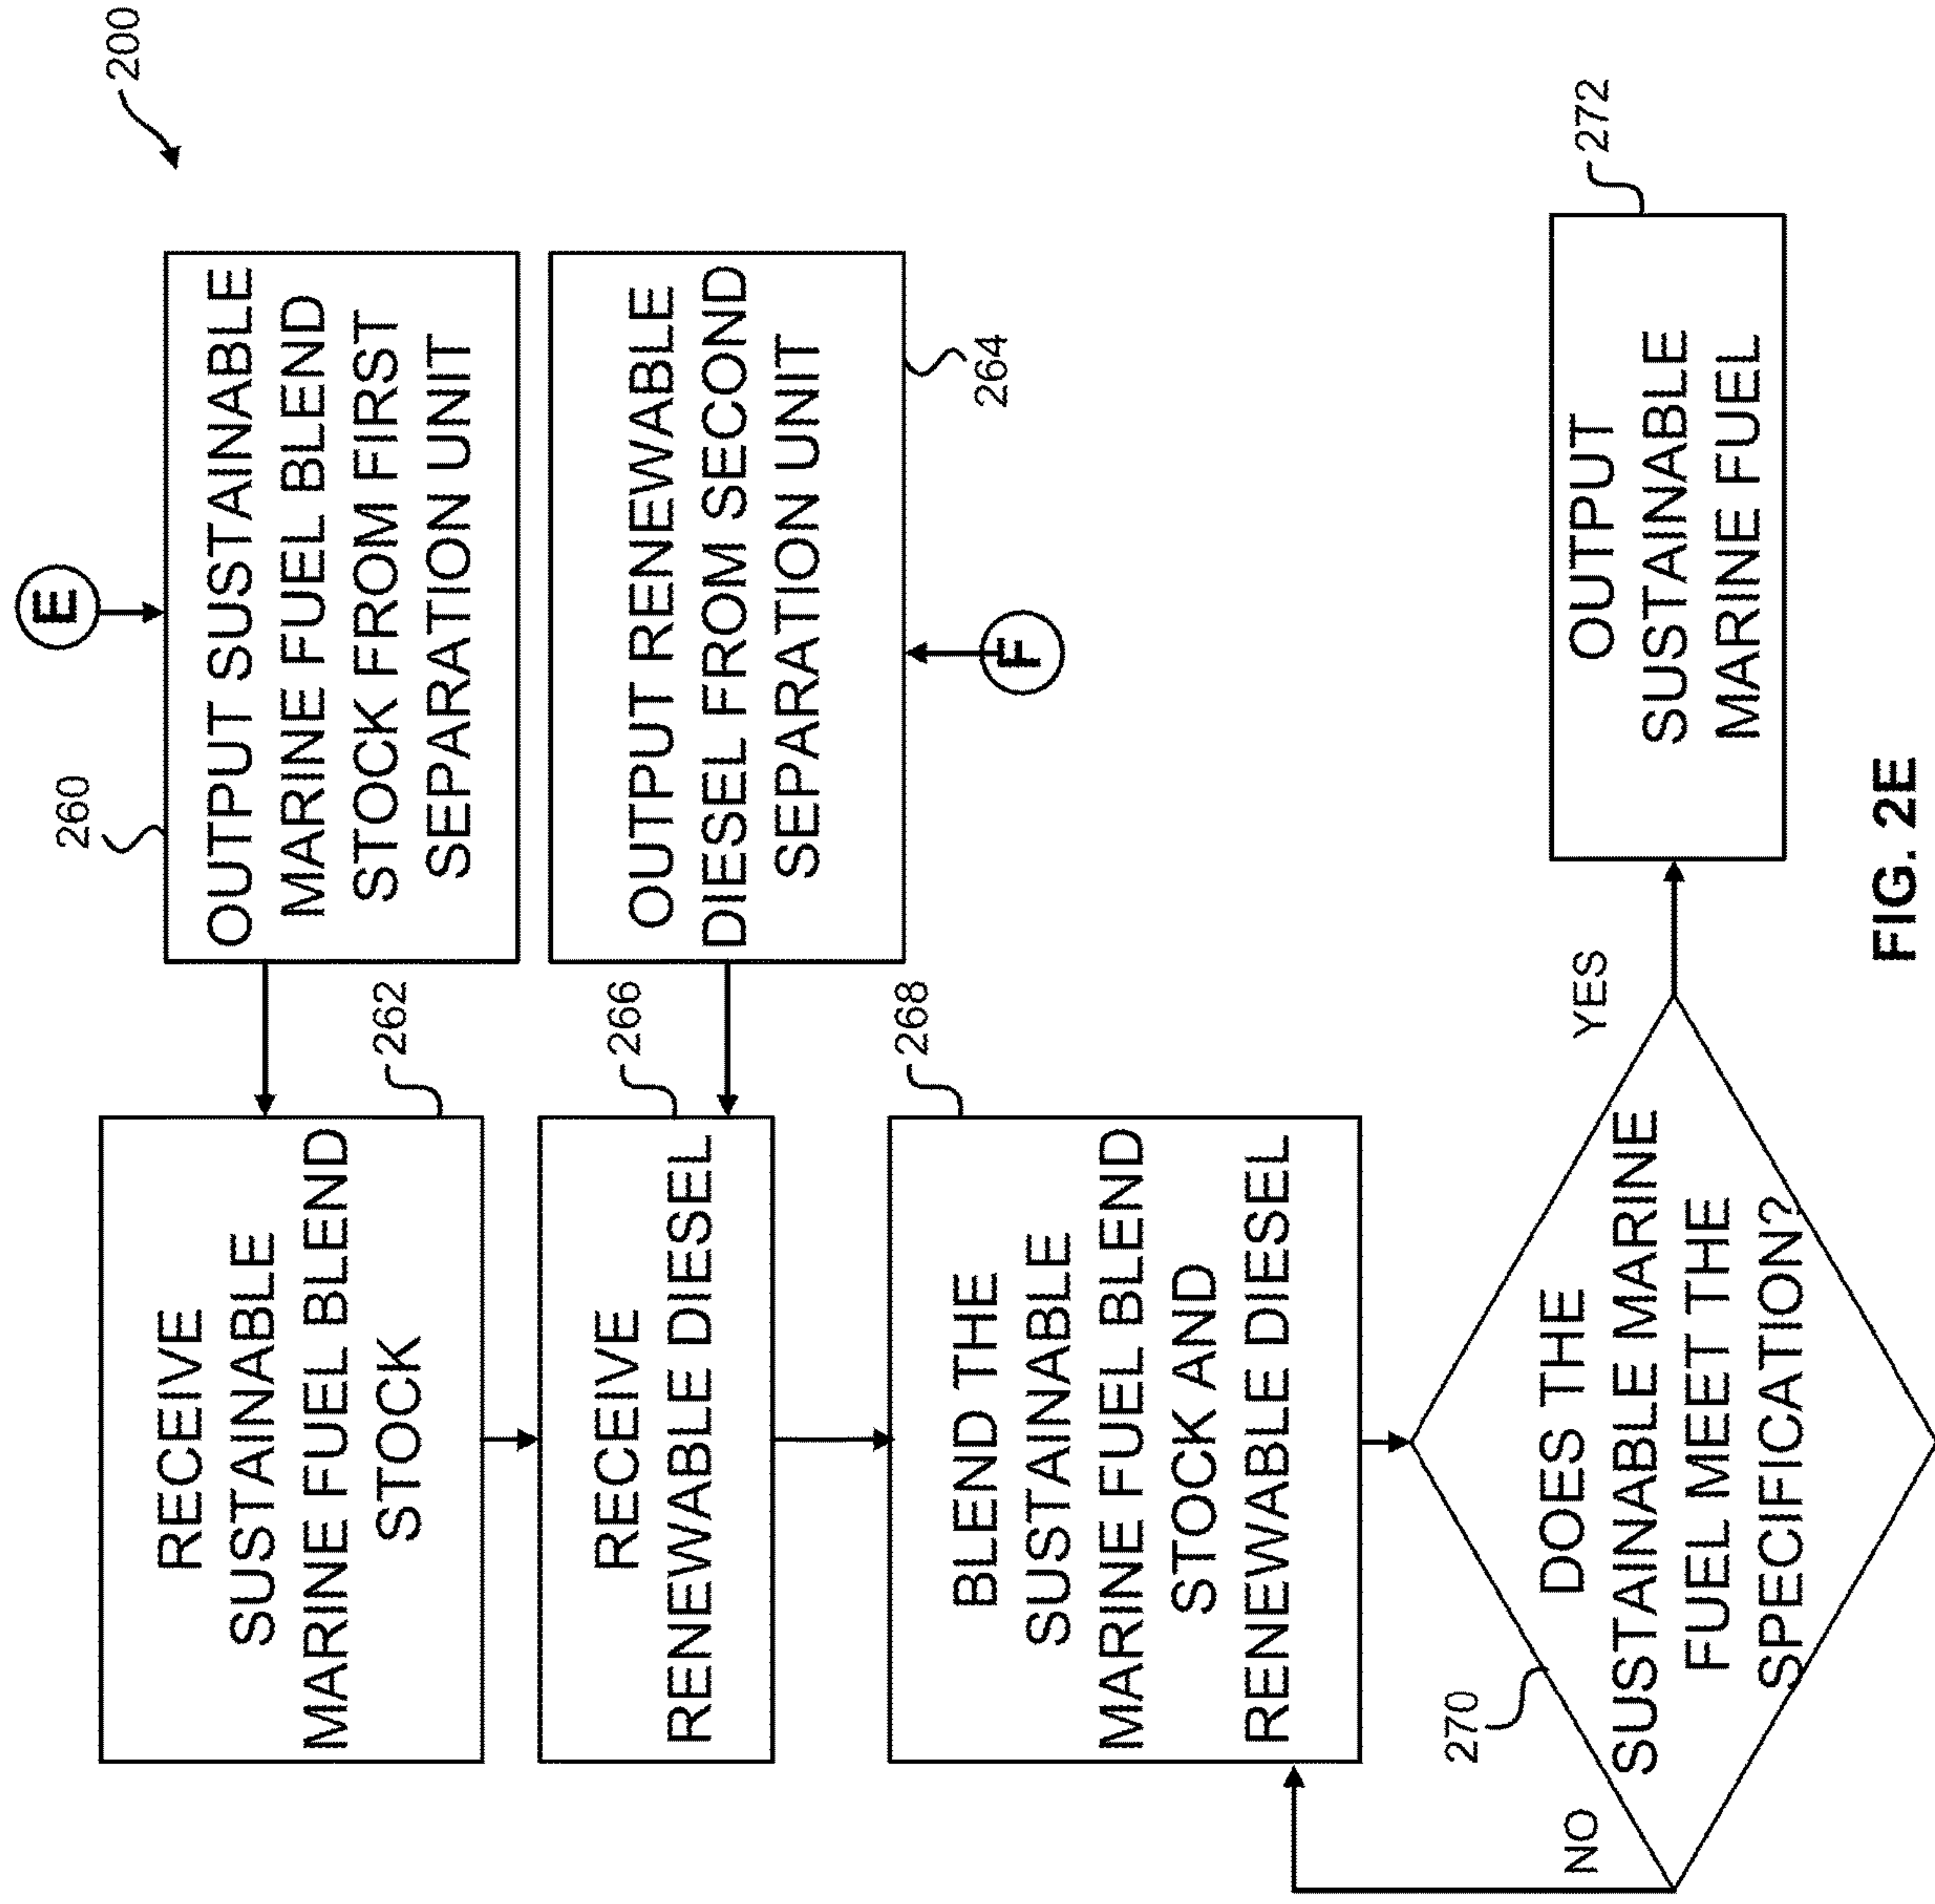 200
E
260
OUTPUT SUSTAINABLE
MARINE FUEL BLEND
STOCK FROM FIRST
SEPARATION UNIT
RECEIVE
SUSTAINABLE
MARINE FUEL BLEND
STOCK
262
OUTPUT RENEWABLE
DIESEL FROM SECOND
SEPARATION UNIT
264
F
RECEIVE
RENEWABLE DIESEL
266
BLEND THE
SUSTAINABLE
MARINE FUEL BLEND
STOCK AND
RENEWABLE DIESEL
268
DOES THE
SUSTAINABLE MARINE
FUEL MEET THE
SPECIFICATION?
270
NO
YES
OUTPUT
SUSTAINABLE
MARINE FUEL
272
FIG. 2E